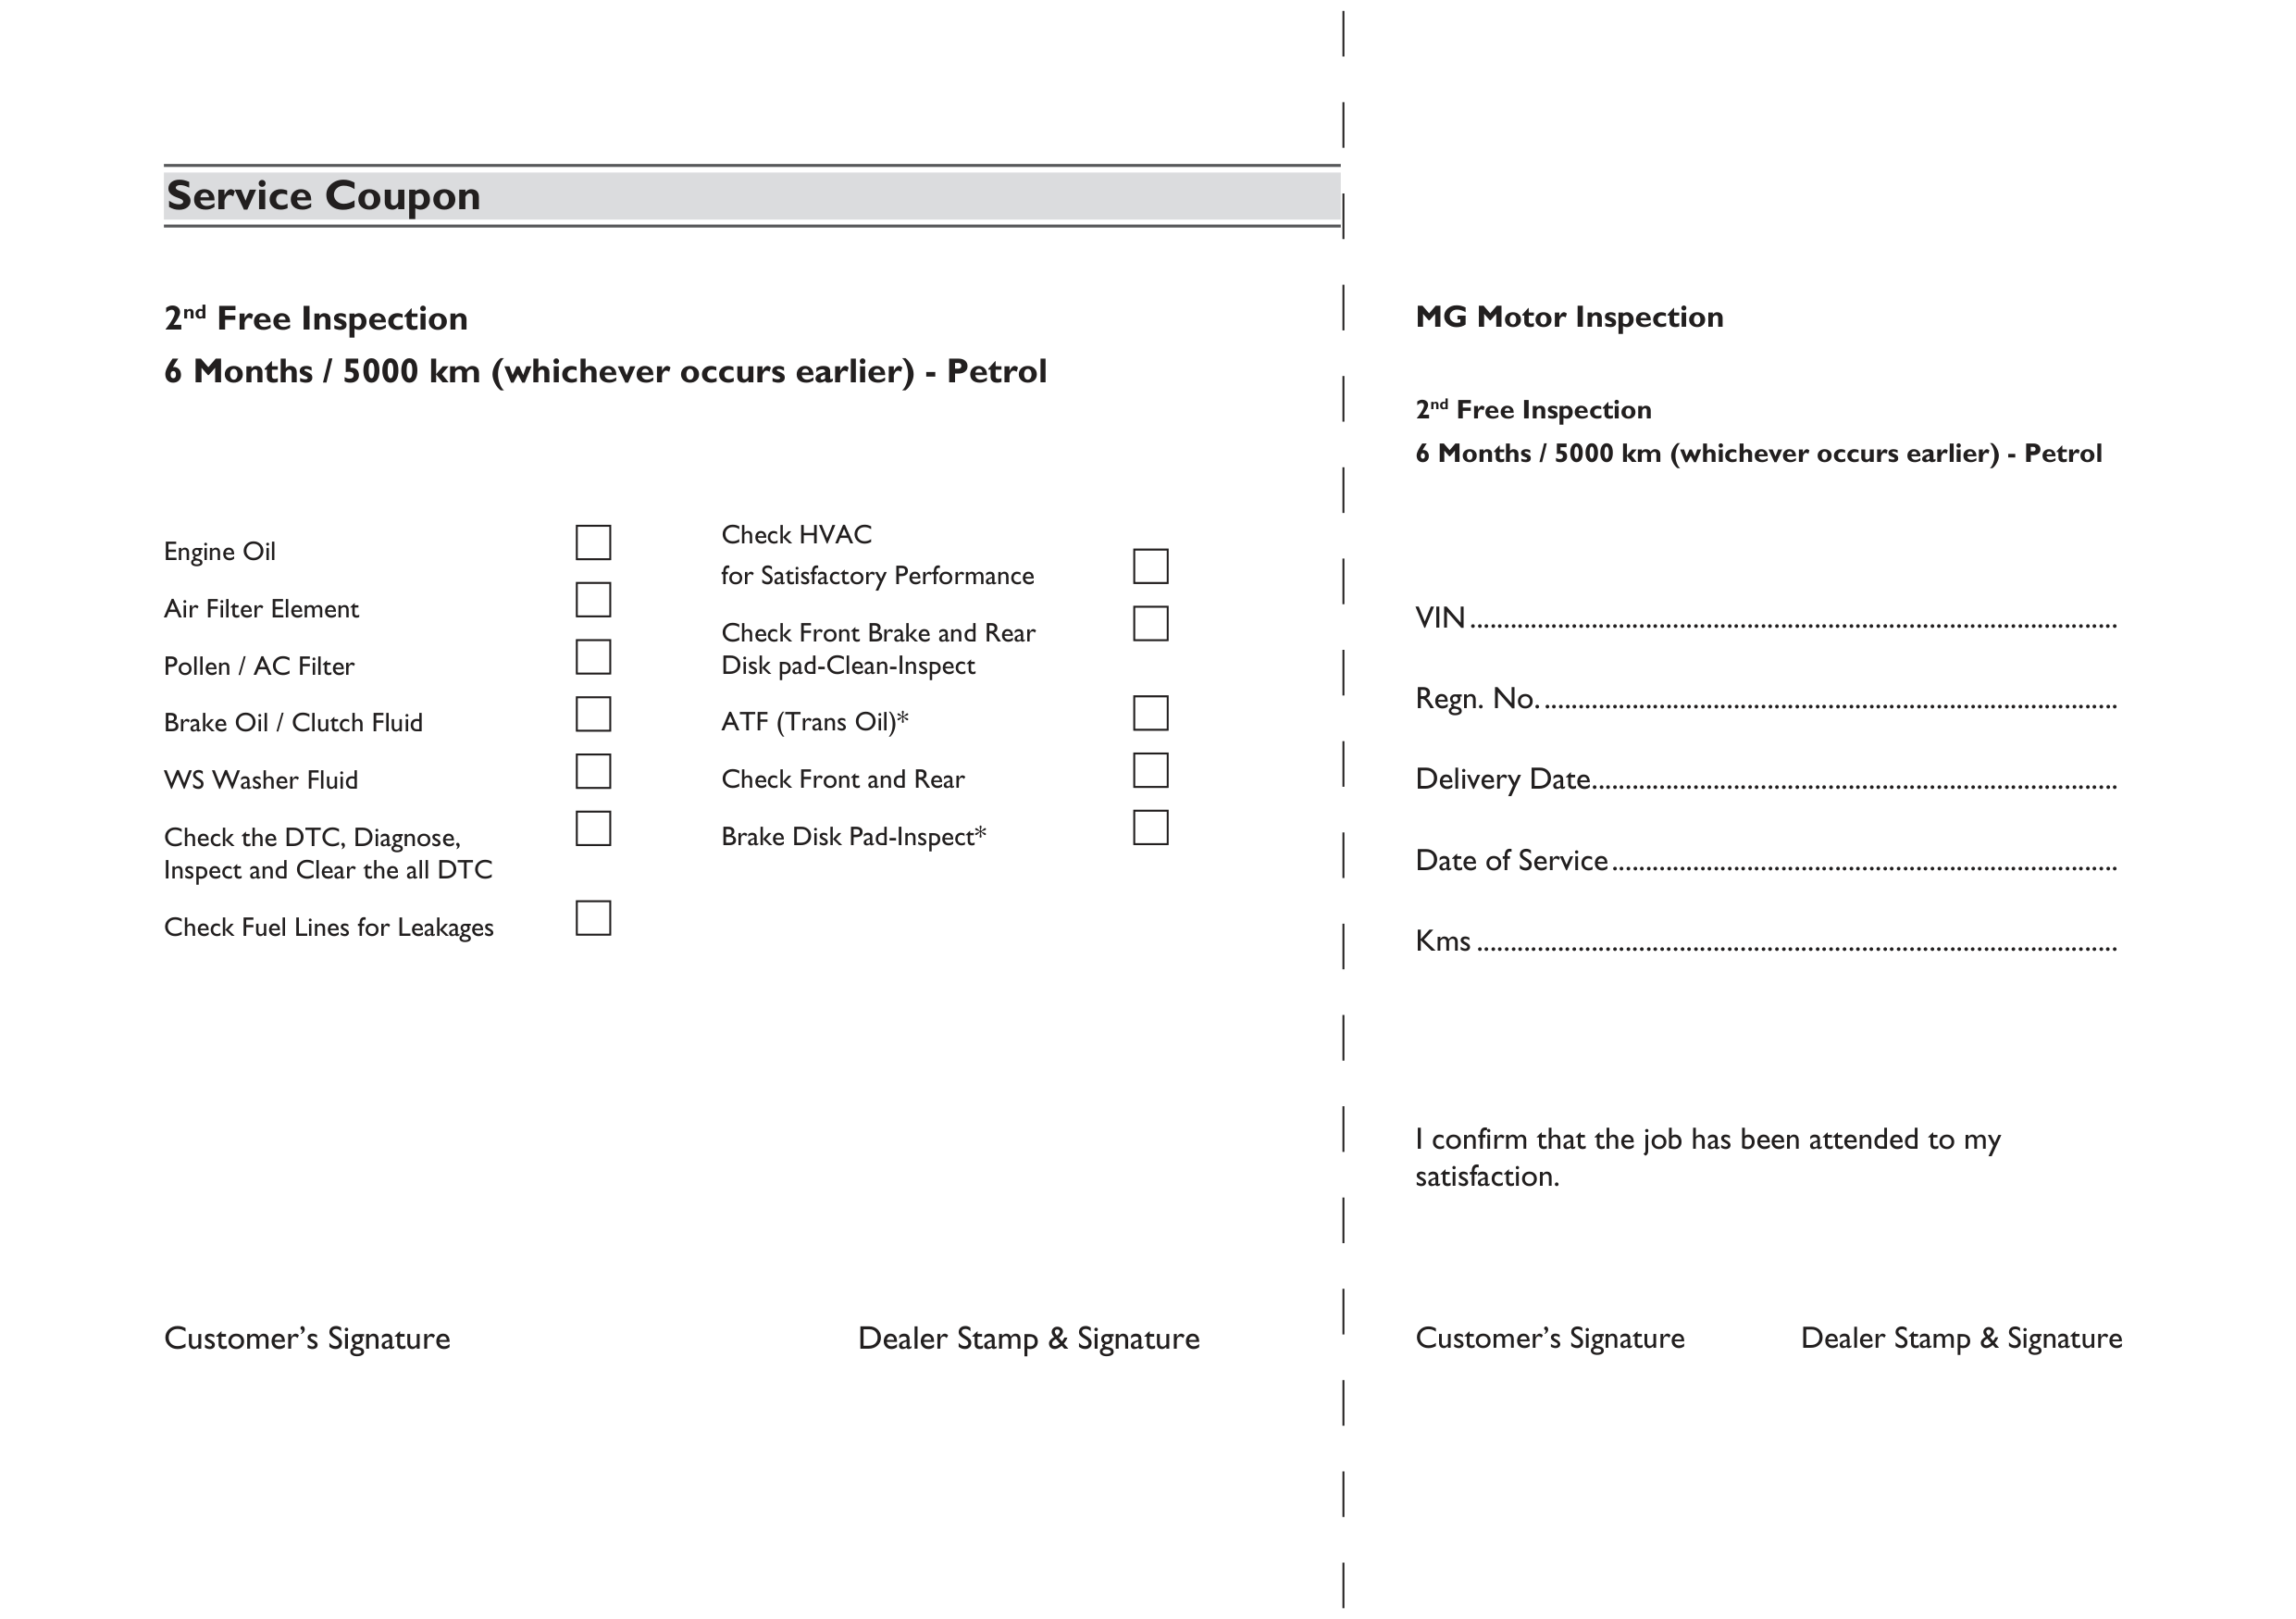 Service Coupon
2nd Free Inspection
6 Months / 5000 km (whichever occurs earlier) - Petrol
Engine Oil
Air Filter Element
Pollen / AC Filter
Brake Oil / Clutch Fluid
WS Washer Fluid
Check the DTC, Diagnose,
Inspect and Clear the all DTC
Check Fuel Lines for Leakages
Check HVAC
for Satisfactory Performance
Check Front Brake and Rear
Disk pad-Clean-Inspect
ATF (Trans Oil)*
Check Front and Rear
Brake Disk Pad-Inspect*
Customer’s Signature
Dealer Stamp & Signature
MG Motor Inspection
2nd Free Inspection
6 Months / 5000 km (whichever occurs earlier) - Petrol
VIN
Regn. No.
Delivery Date
Date of Service
Kms
I confirm that the job has been attended to my
satisfaction.
Customer’s Signature
Dealer Stamp & Signature